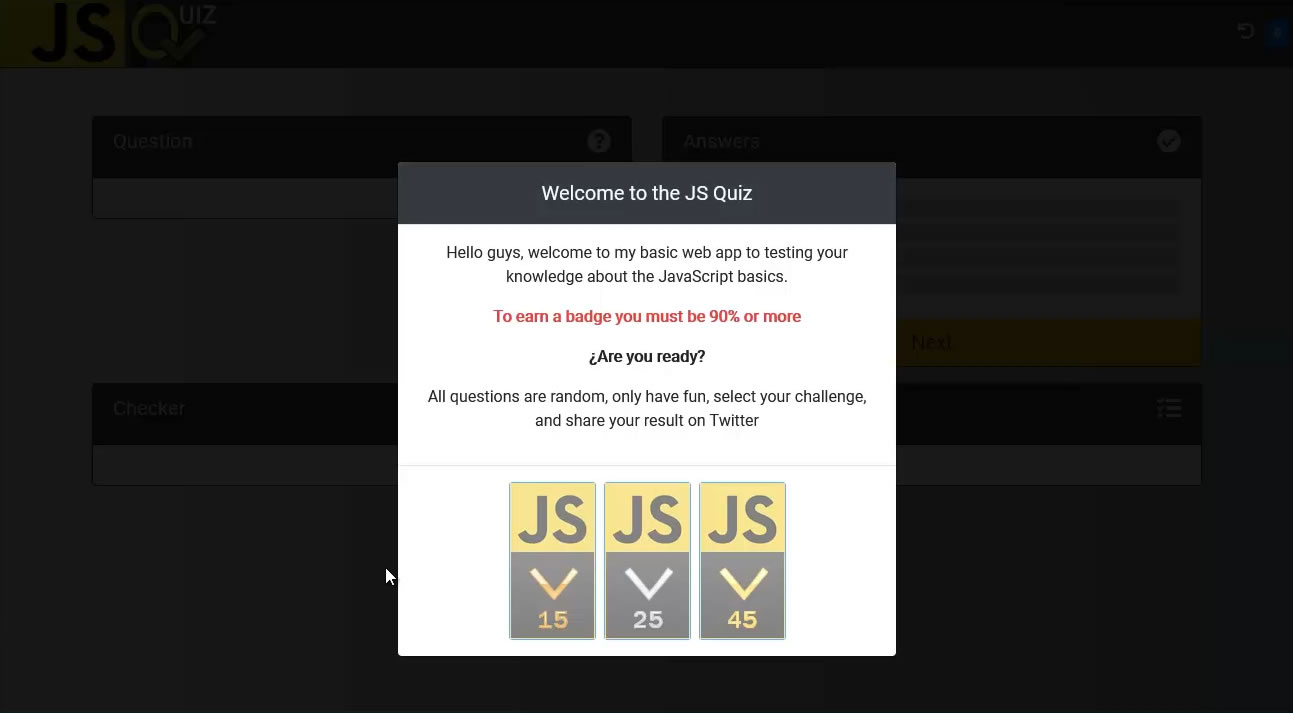 JS QUIZ
Question
Answers
Welcome to the JS Quiz
Hello guys, welcome to my basic web app to testing your
knowledge about the JavaScript basics.
To earn a badge you must be 90% or more
¿Are you ready?
Next
All questions are random, only have fun, select your challenge,
and share your result on Twitter
Checker
JS JS JS
15 25 45